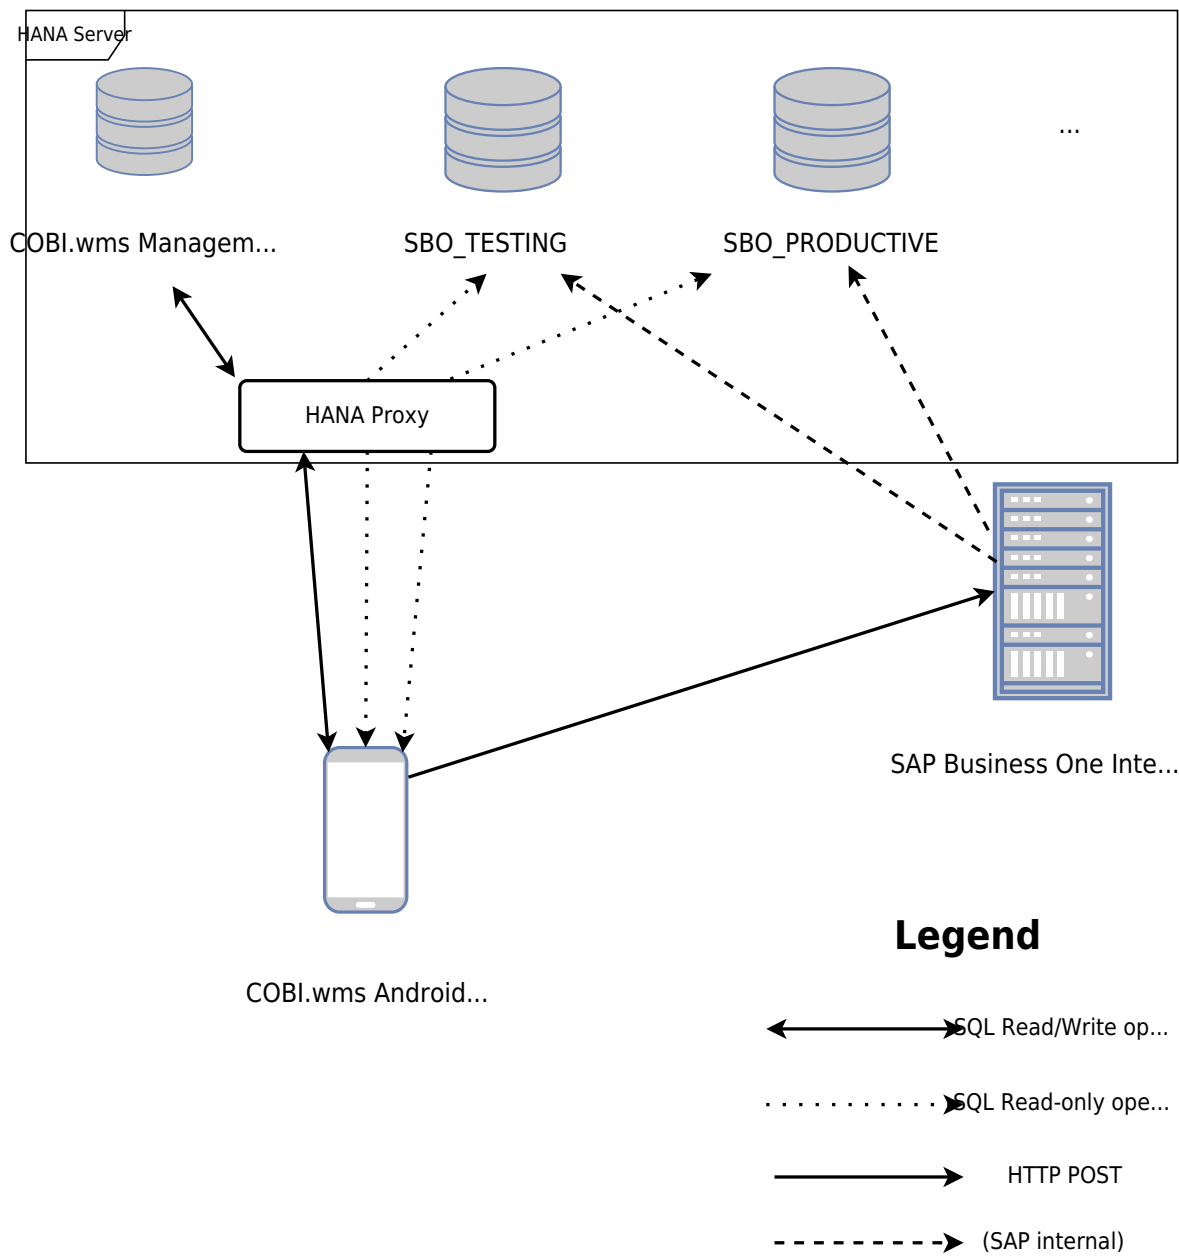 HANA Server
...
COBI.wms Managem...
SBO_TESTING
SBO_PRODUCTIVE
HANA Proxy
SAP Business One Inte...
COBI.wms Android...
Legend
SQL Read/Write op...
SQL Read-only ope...
HTTP POST
(SAP internal)